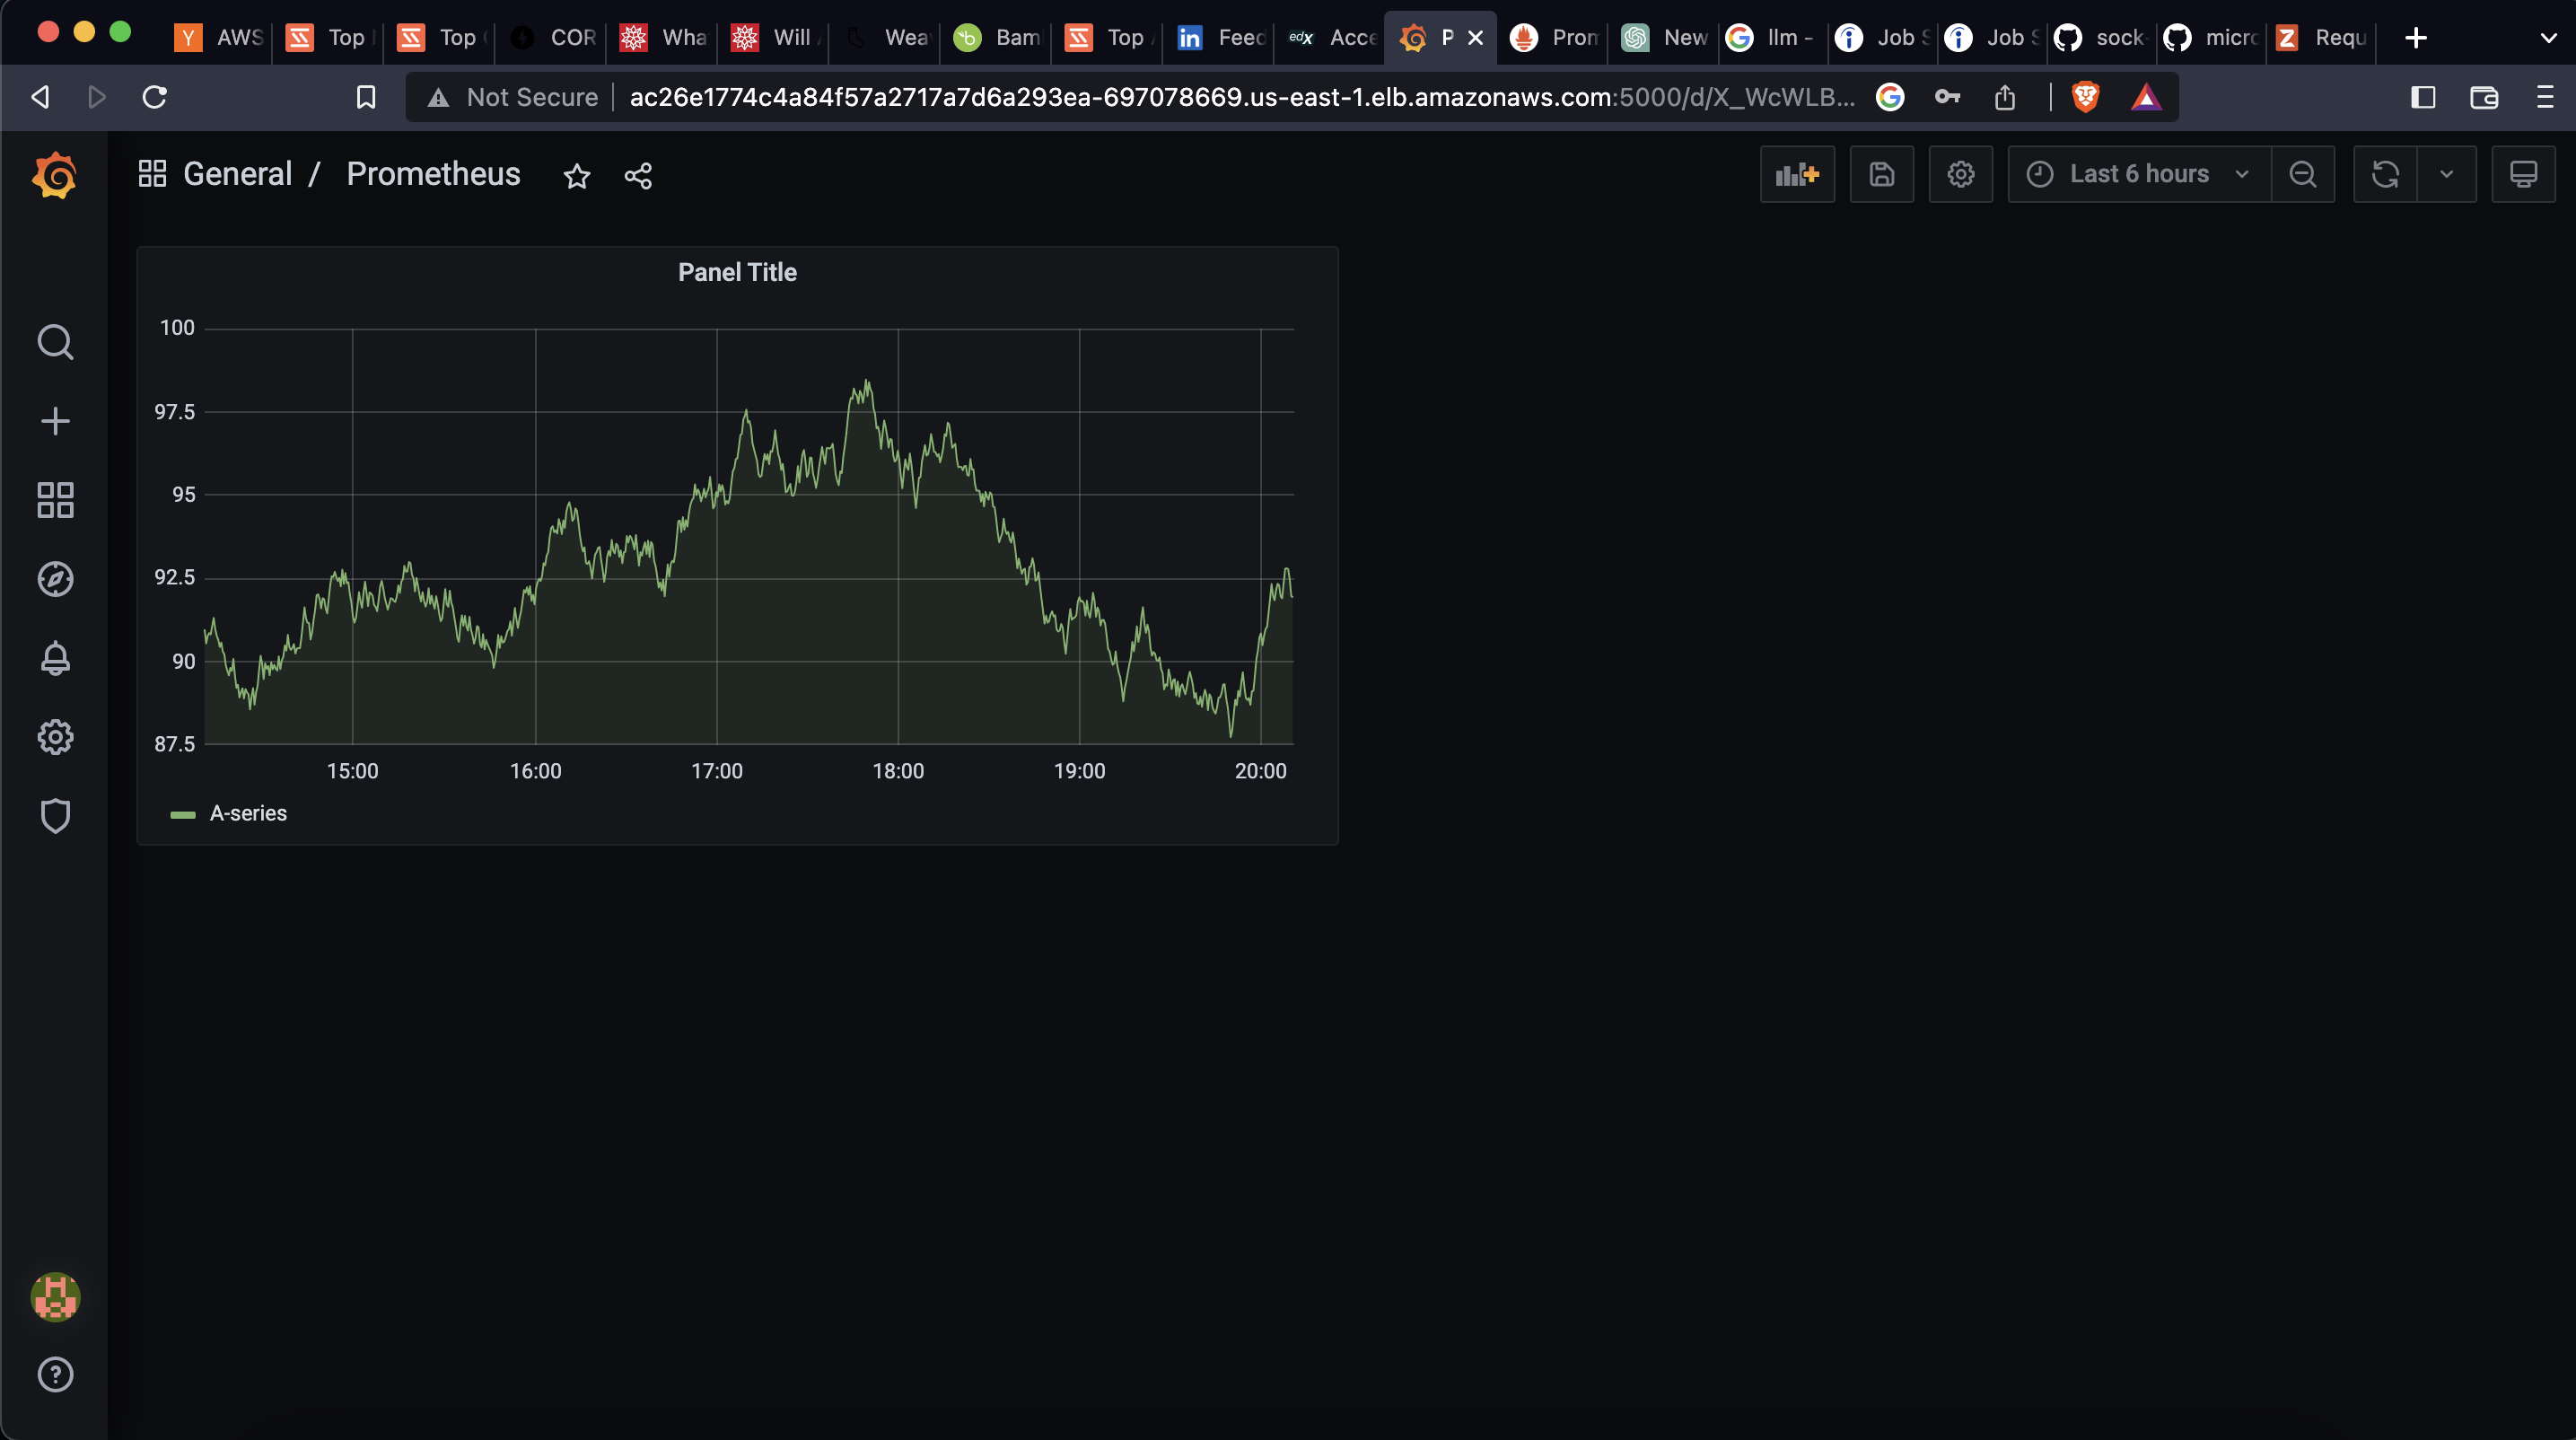 AWS Top Top COR Wha Will Wea Bam Top Feed Acce P Prom New llm - Job S Job S sock- micro Requ
Not Secure ac26e1774c4a84f57a2717a7d6a293ea-697078669.us-east-1.elb.amazonaws.com:5000/d/X_WcWLB...
General / Prometheus
Last 6 hours
Panel Title
100
97.5
95
92.5
90
87.5
15:00 16:00 17:00 18:00 19:00 20:00
A-series